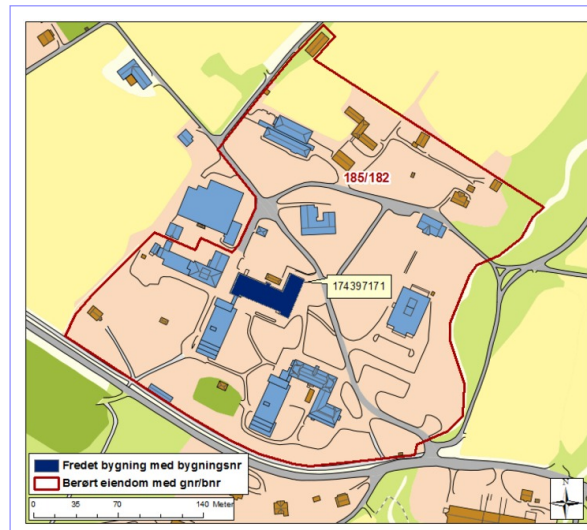 185/182
174397171
Fredet bygning med bygningsnr
Berørt eiendom med gnr/bnr
0 35 70 140 Meter